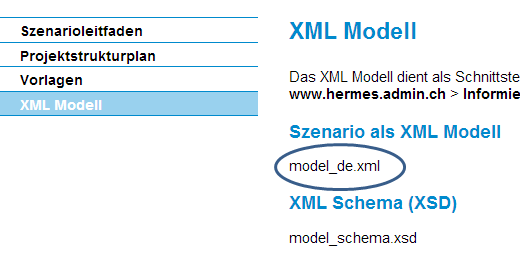 Szenarioleitfaden
Projektstrukturplan
Vorlagen
XML Modell
XML Modell
Das XML Modell dient als Schnittste
www.hermes.admin.ch > Informie
Szenario als XML Modell
model_de.xml
XML Schema (XSD)
model_schema.xsd